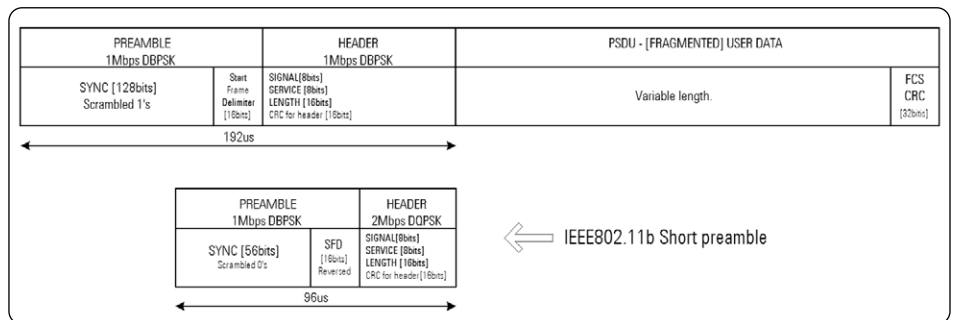 PREAMBLE
1Mbps DBPSK
HEADER
1Mbps DBPSK
PSDU - [FRAGMENTED] USER DATA
SYNC [128bits]
Scrambled 1's
Start
Frame
Delimiter
[16bits]
SIGNAL[8bits]
SERVICE [8bits]
LENGTH [16bits]
CRC for header [16bits]
Variable length.
FCS
CRC
[32bits]
192us
PREAMBLE
1Mbps DBPSK
HEADER
2Mbps DQPSK
SYNC [56bits]
Scrambled 0's
SFD
[16bits]
Reversed
SIGNAL[8bits]
SERVICE [8bits]
LENGTH [16bits]
CRC for header[16bits]
IEEE802.11b Short preamble
96us